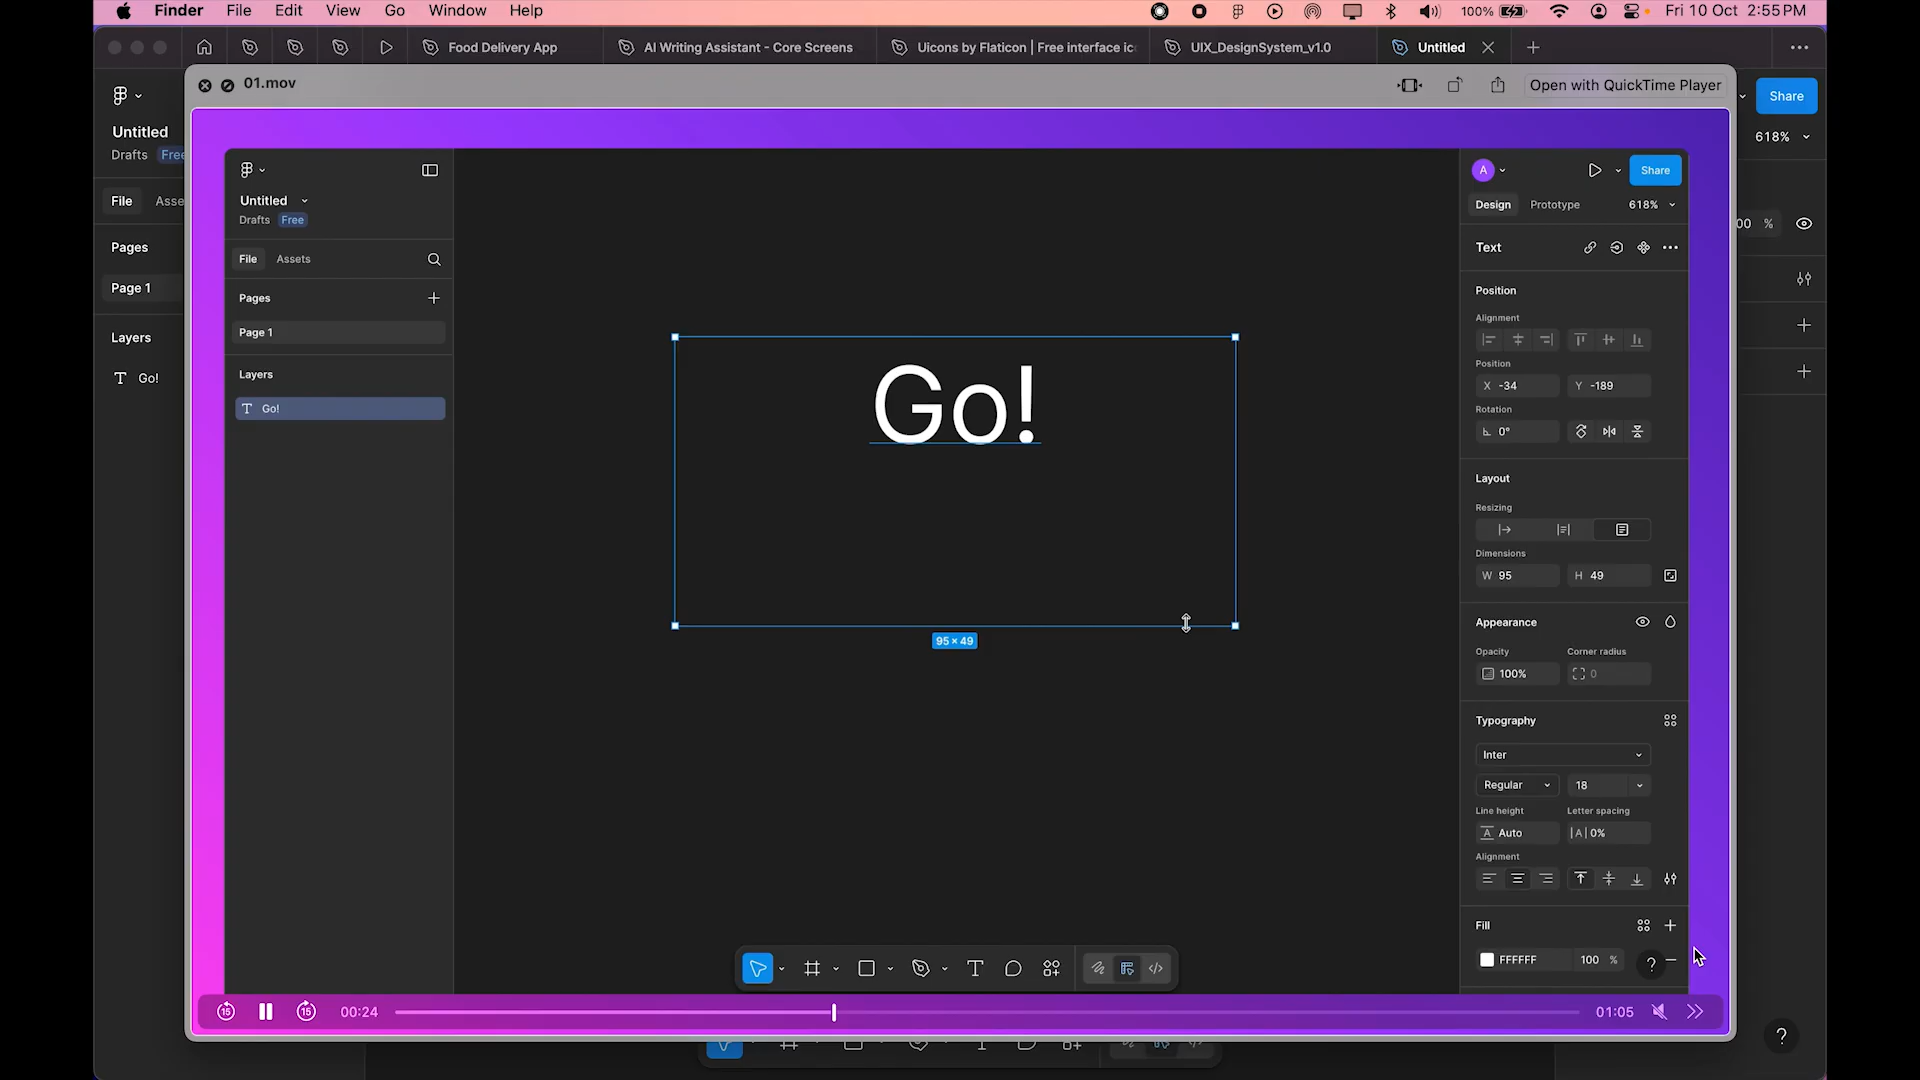 Finder File Edit View Go Window Help 100% Fri 10 Oct 2:55 PM
Food Delivery App AI Writing Assistant - Core Screens Uicons by Flaticon | Free interface ic UIX_DesignSystem_v1.0 Untitled
01.mov Open with QuickTime Player
Share
Untitled
Drafts Free
618%
File Asse
Pages
Page 1
Layers
T Go!
00 %
Untitled
Drafts Free
File Assets
Pages
Page 1
Layers
T Go!
Go!
95 × 49
A Share
Design Prototype 618%
Text
Position
Alignment
Position
X -34 Y -189
Rotation
0°
Layout
Resizing
Dimensions
W 95 H 49
Appearance
Opacity Corner radius
100% 0
Typography
Inter
Regular 18
Line height Letter spacing
A Auto |A| 0%
Alignment
Fill
FFFFFF 100 %
?
15 15 00:24 01:05
?